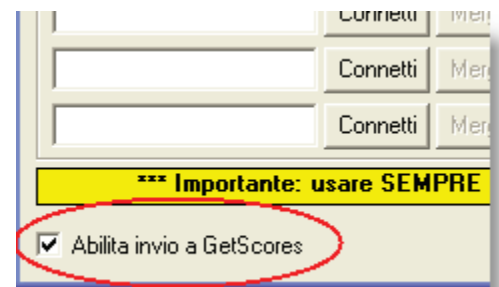 Connetti
Connetti
Connetti
*** Importante: usare SEMPRE
Abilita invio a GetScores